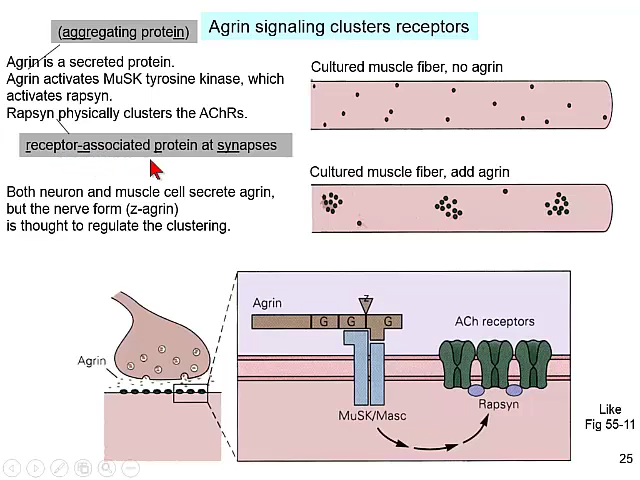 (aggregating protein)
Agrin signaling clusters receptors
Agrin is a secreted protein.
Agrin activates MuSK tyrosine kinase, which
activates rapsyn.
Rapsyn physically clusters the AChRs.
receptor-associated protein at synapses
Both neuron and muscle cell secrete agrin,
but the nerve form (z-agrin)
is thought to regulate the clustering.
Cultured muscle fiber, no agrin
Cultured muscle fiber, add agrin
Agrin
Agrin
G
G
z
G
MuSK/Masc
ACh receptors
Rapsyn
Like
Fig 55-11
25